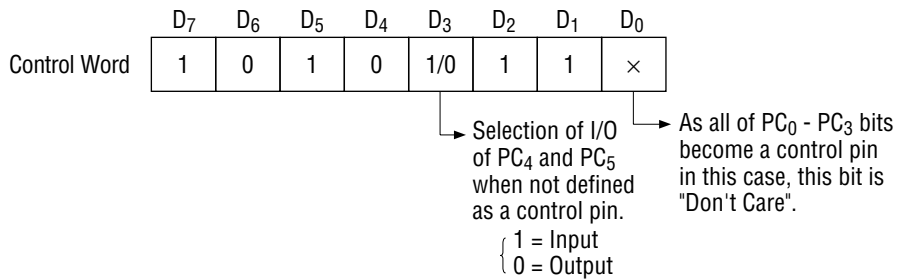 D₇ D₆ D₅ D₄ D₃ D₂ D₁ D₀
Control Word 1 0 1 0 1/0 1 1 ×
Selection of I/O
of PC₄ and PC₅
when not defined
as a control pin.
1 = Input
0 = Output
As all of PC₀ - PC₃ bits
become a control pin
in this case, this bit is
"Don't Care".